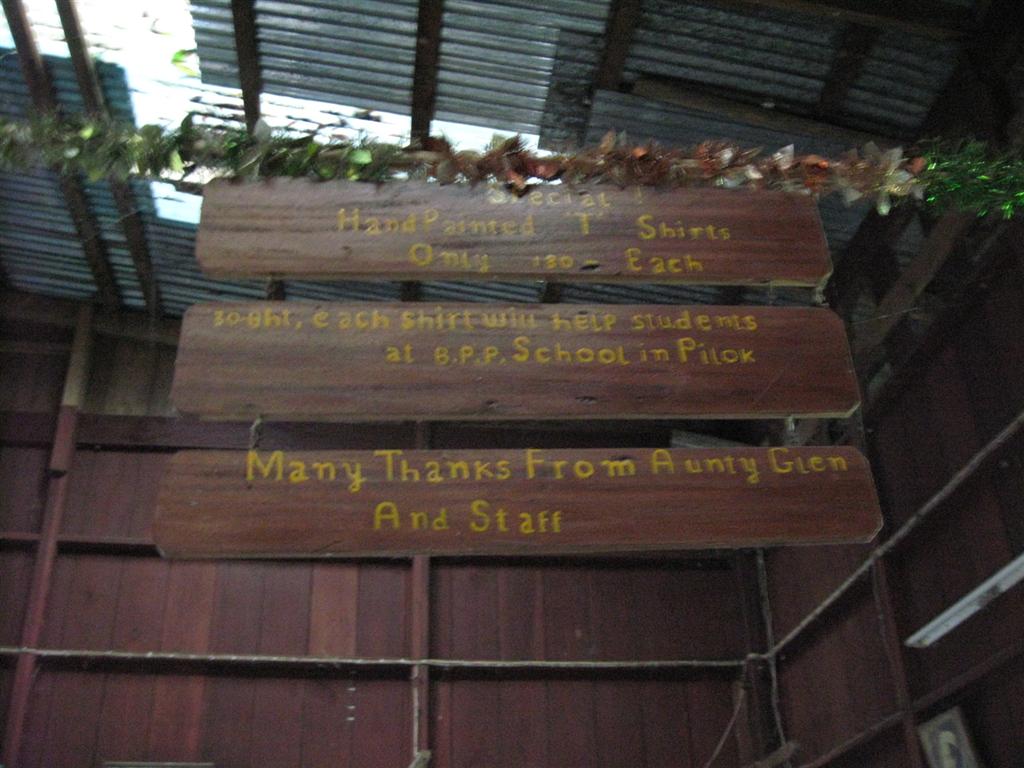 Special !
Hand Painted "T" Shirts
Only 130 - Each
30-Bht, each shirt will help students
at B.P.P. School in Pilok
Many Thanks From Aunty Glen
And Staff